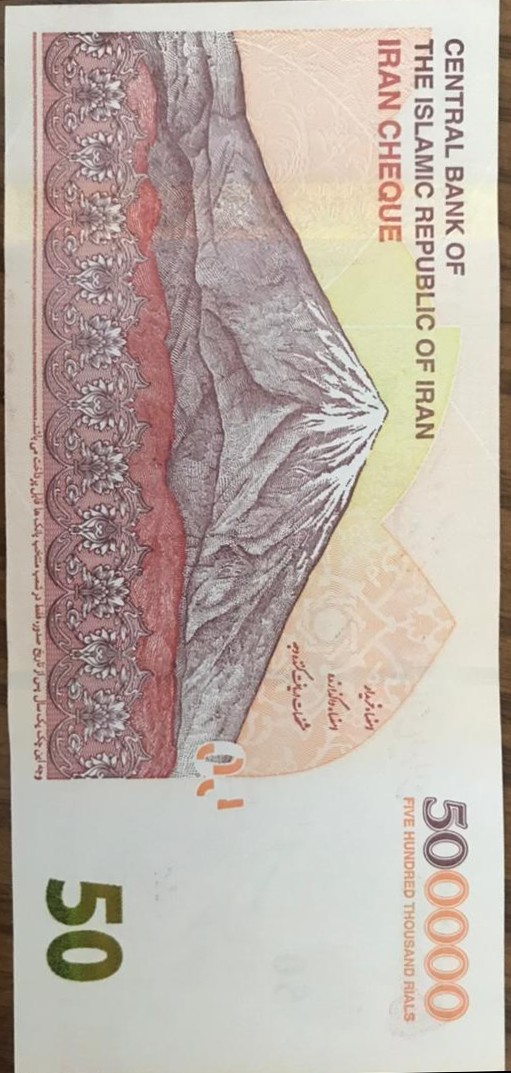 CENTRAL BANK OF
THE ISLAMIC REPUBLIC OF IRAN
IRAN CHEQUE
500000
FIVE HUNDRED THOUSAND RIALS
امضاء خریدار
امضاء واگذارنده
مشخصات دریافت کننده وجه
50
وجه این چک یک سال پس از تاریخ صدور، فقط در شعب منتخب بانک ها قابل پرداخت می باشد.